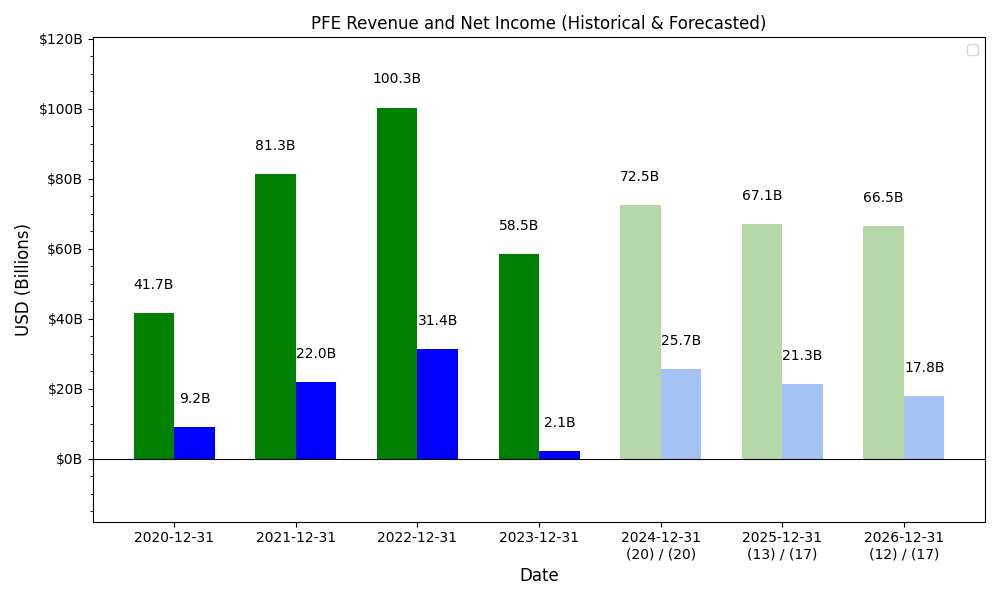 PFE Revenue and Net Income (Historical & Forecasted)
$120B
$100B
$80B
$60B
$40B
$20B
$0B
USD (Billions)
41.7B
9.2B
81.3B
22.0B
100.3B
31.4B
58.5B
2.1B
72.5B
25.7B
67.1B
21.3B
66.5B
17.8B
2020-12-31
2021-12-31
2022-12-31
2023-12-31
2024-12-31
(20) / (20)
2025-12-31
(13) / (17)
2026-12-31
(12) / (17)
Date